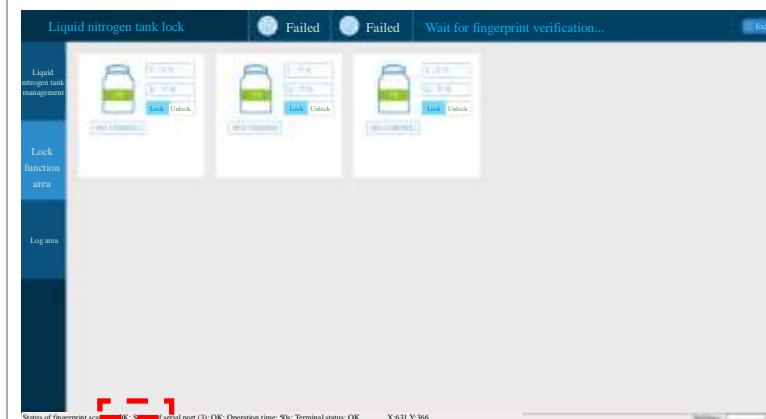 Liquid nitrogen tank lock
Failed
Failed
Wait for fingerprint verification...
Liquid
nitrogen tank
management
Lock
function
area
Log area
Lock Unlock
Lock Unlock
Lock Unlock
Status of fingerprint OK; serial port (3): OK; Operation time: 50s; Terminal status: OK X:631 Y:366